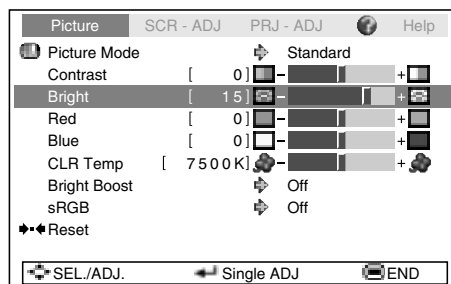 Picture SCR - ADJ PRJ - ADJ Help
Picture Mode Standard
Contrast [ 0] - +
Bright [ 15] - +
Red [ 0] - +
Blue [ 0] - +
CLR Temp [ 7500K] - +
Bright Boost Off
sRGB Off
Reset
SEL./ADJ. Single ADJ END